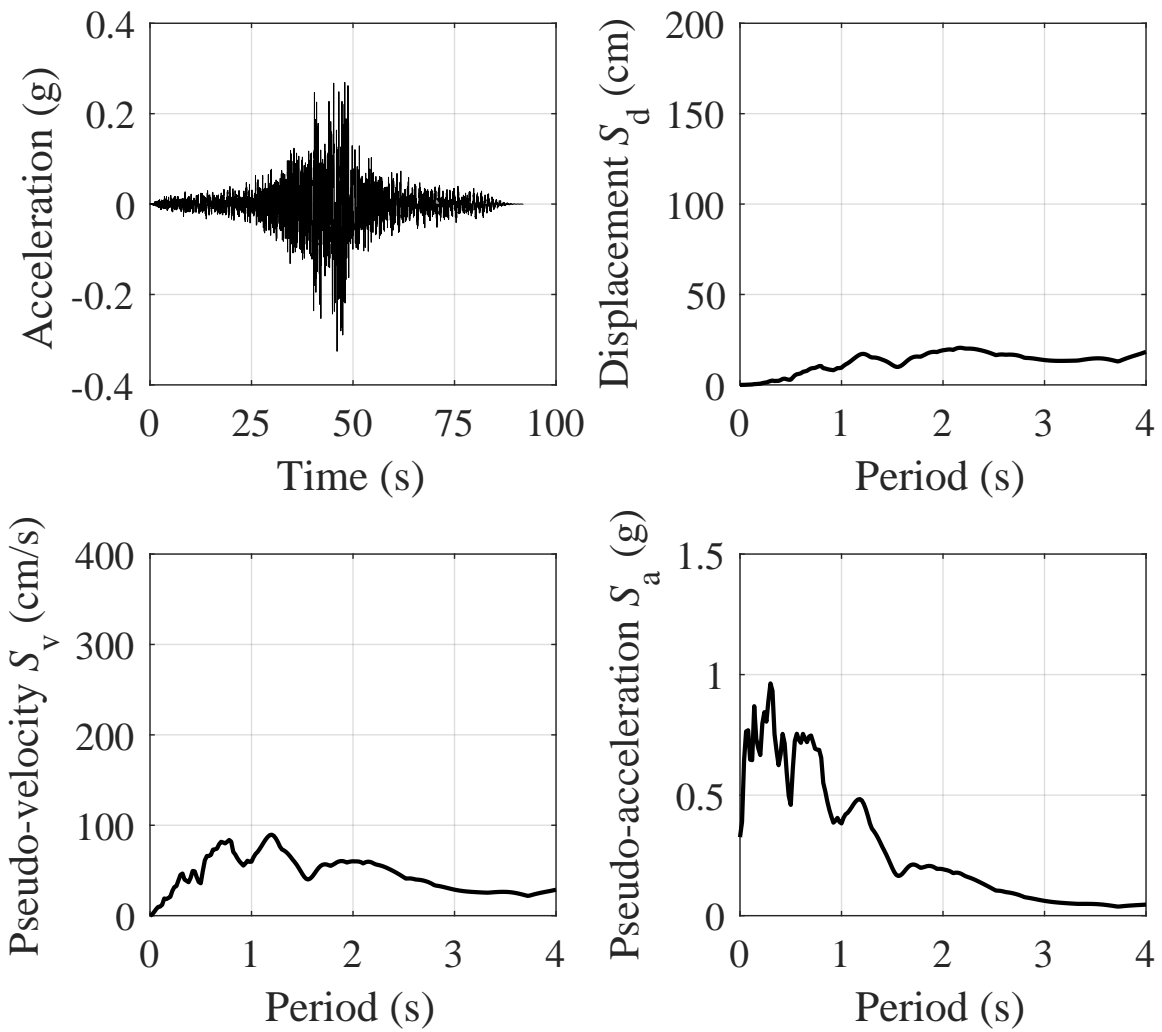 Acceleration (g)
0.4
0.2
0
-0.2
-0.4
0 25 50 75 100
Time (s)
Displacement S_d (cm)
200
150
100
50
0
0 1 2 3 4
Period (s)
Pseudo-velocity S_v (cm/s)
400
300
200
100
0
0 1 2 3 4
Period (s)
Pseudo-acceleration S_a (g)
1.5
1
0.5
0
0 1 2 3 4
Period (s)